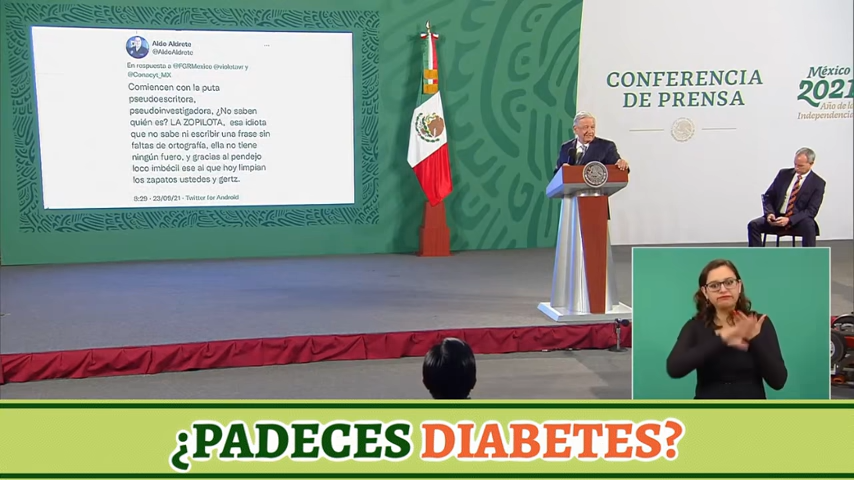 Aldo Aldrete
@AldoAldrete
En respuesta a @FGRMexico @violetavr y
@Conacyt_MX
Comiencen con la puta
pseudoescritora,
pseudoinvestigadora, ¿No saben
quién es? LA ZOPILOTA, esa idiota
que no sabe ni escribir una frase sin
faltas de ortografía, ella no tiene
ningún fuero, y gracias al pendejo
loco imbécil ese al que hoy limpian
los zapatos ustedes y gertz.
8:29 - 23/09/21 - Twitter for Android
CONFERENCIA
DE PRENSA
México
2021
Año de la
Independencia
¿PADECES DIABETES?